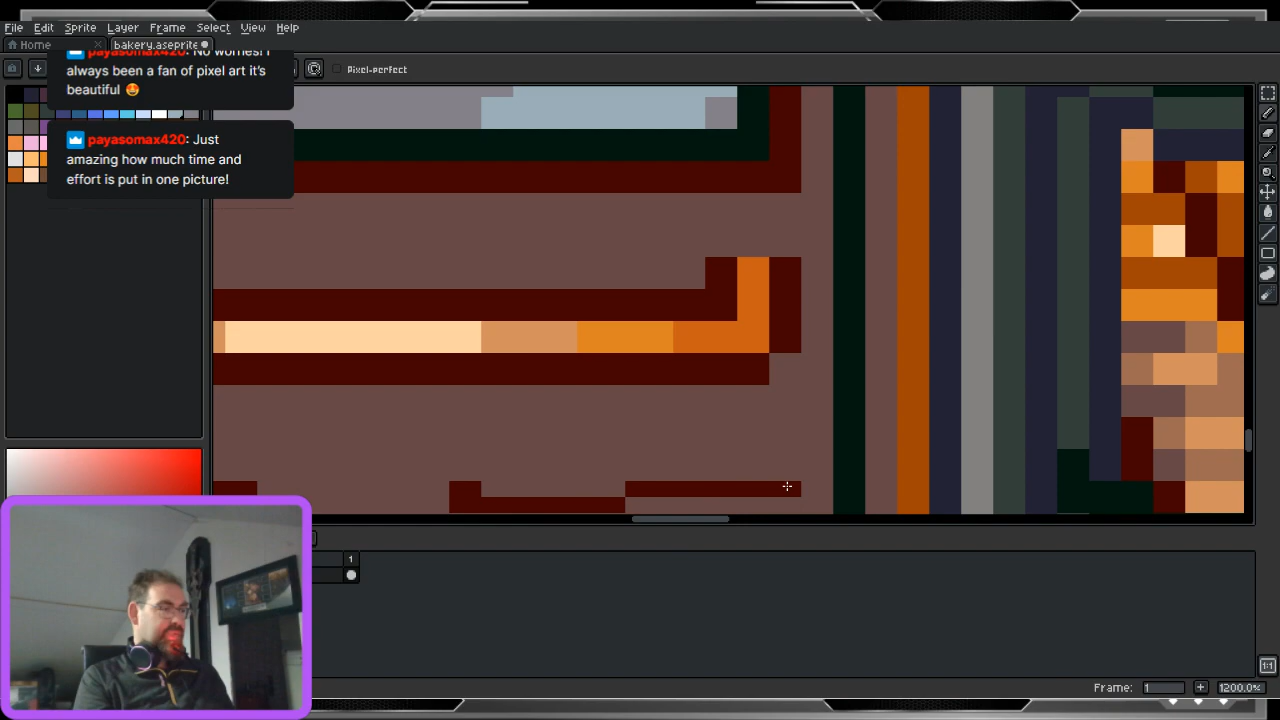 File Edit Sprite Layer Frame Select View Help
Home bakery.aseprite
payasomax420: No worries! I
always been a fan of pixel art it's
beautiful 🤩
Pixel-perfect
payasomax420: Just
amazing how much time and
effort is put in one picture!
1
1:1
Frame: 1 + 1200.0%